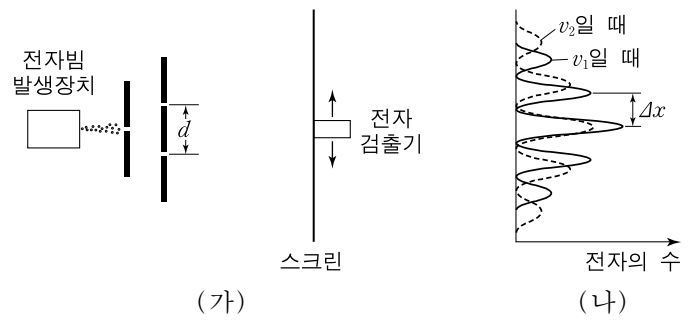 전자빔
발생장치
d
전자
검출기
스크린
(가)
v₂일 때
v₁일 때
Δx
전자의 수
(나)